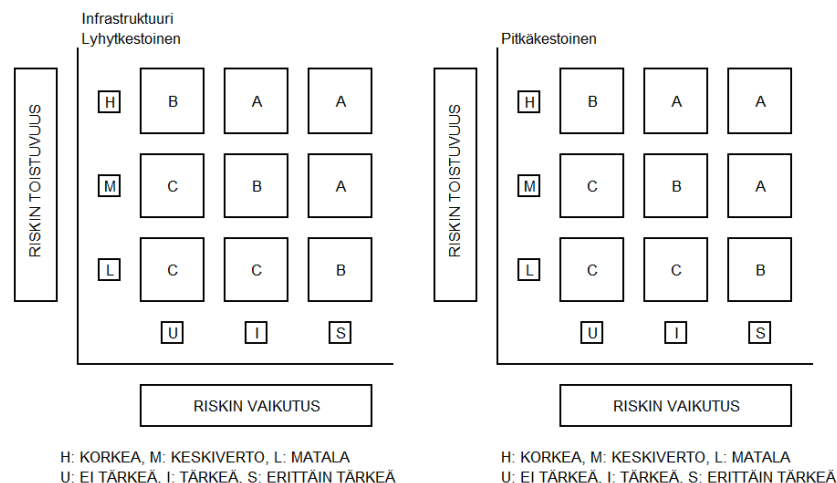 Infrastruktuuri
Lyhytkestoinen
RISKIN TOISTUVUUS
H B A A
M C B A
L C C B
U I S
RISKIN VAIKUTUS
H: KORKEA, M: KESKIVERTO, L: MATALA
U: EI TÄRKEÄ, I: TÄRKEÄ, S: ERITTÄIN TÄRKEÄ
Pitkäkestoinen
RISKIN TOISTUVUUS
H B A A
M C B A
L C C B
U I S
RISKIN VAIKUTUS
H: KORKEA, M: KESKIVERTO, L: MATALA
U: EI TÄRKEÄ, I: TÄRKEÄ, S: ERITTÄIN TÄRKEÄ